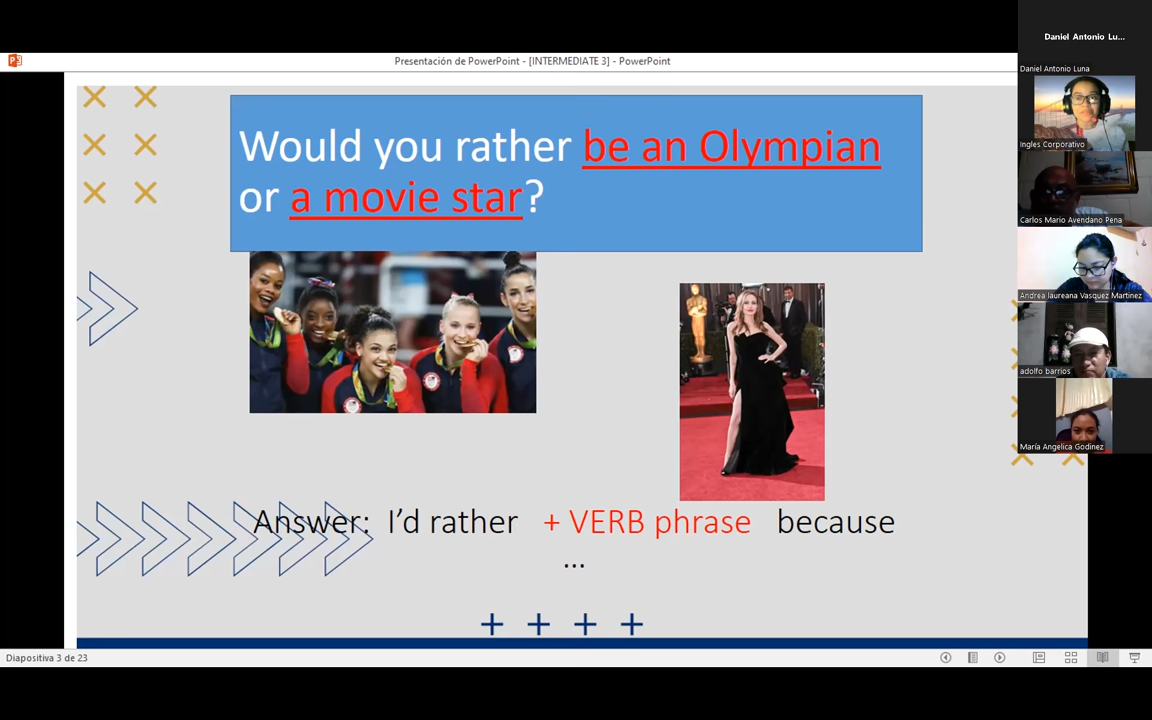 Daniel Antonio Lu...
Presentación de PowerPoint - [INTERMEDIATE 3] - PowerPoint
Daniel Antonio Luna
Would you rather be an Olympian
or a movie star?
Ingles Corporativo
Carlos Mario Avendano Pena
Andrea laureana Vasquez Martinez
adolfo barrios
María Angelica Godinez
Answer: I'd rather + VERB phrase because
...
Diapositiva 3 de 23